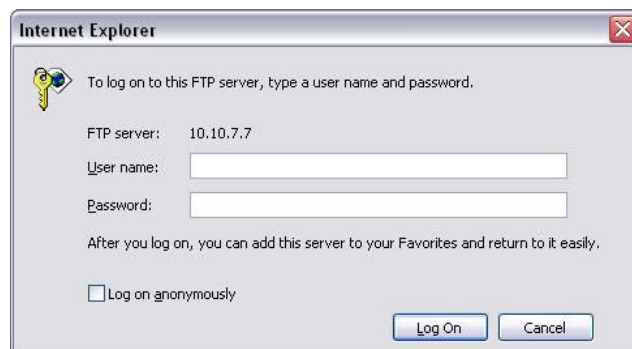 Internet Explorer
To log on to this FTP server, type a user name and password.
FTP server: 10.10.7.7
User name:
Password:
After you log on, you can add this server to your Favorites and return to it easily.
Log on anonymously
Log On Cancel